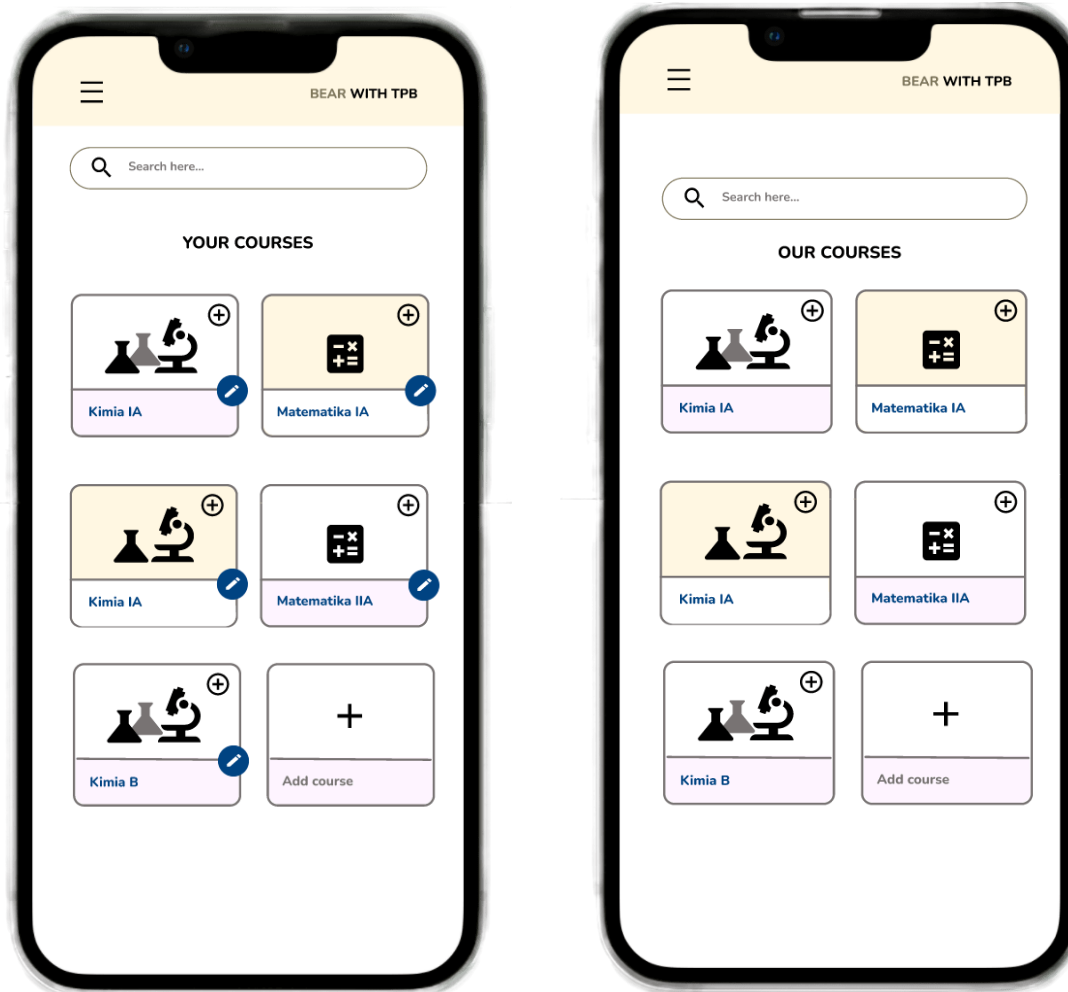 BEAR WITH TPB
Search here...
YOUR COURSES
Kimia IA
Matematika IA
Kimia IA
Matematika IIA
Kimia B
Add course
BEAR WITH TPB
Search here...
OUR COURSES
Kimia IA
Matematika IA
Kimia IA
Matematika IIA
Kimia B
Add course